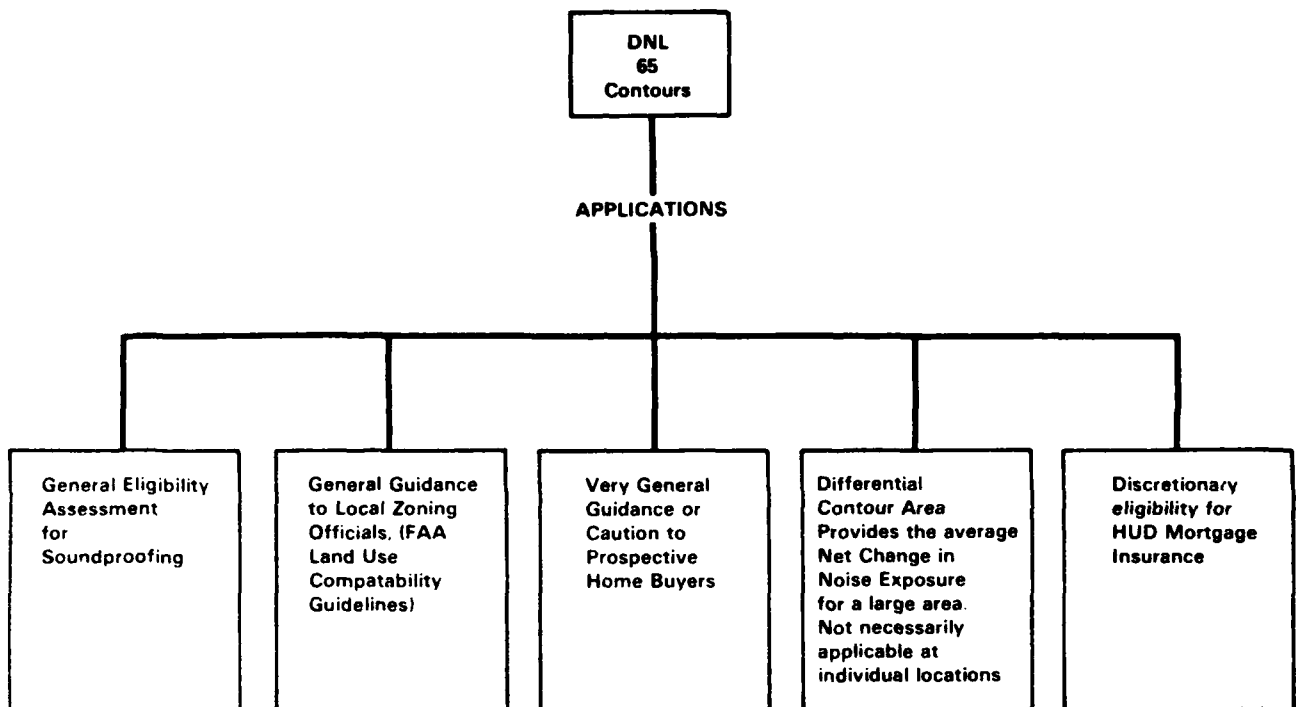 DNL
65
Contours
APPLICATIONS
General Eligibility
Assessment
for
Soundproofing
General Guidance
to Local Zoning
Officials, (FAA
Land Use
Compatability
Guidelines)
Very General
Guidance or
Caution to
Prospective
Home Buyers
Differential
Contour Area
Provides the average
Net Change in
Noise Exposure
for a large area.
Not necessarily
applicable at
individual locations
Discretionary
eligibility for
HUD Mortgage
Insurance